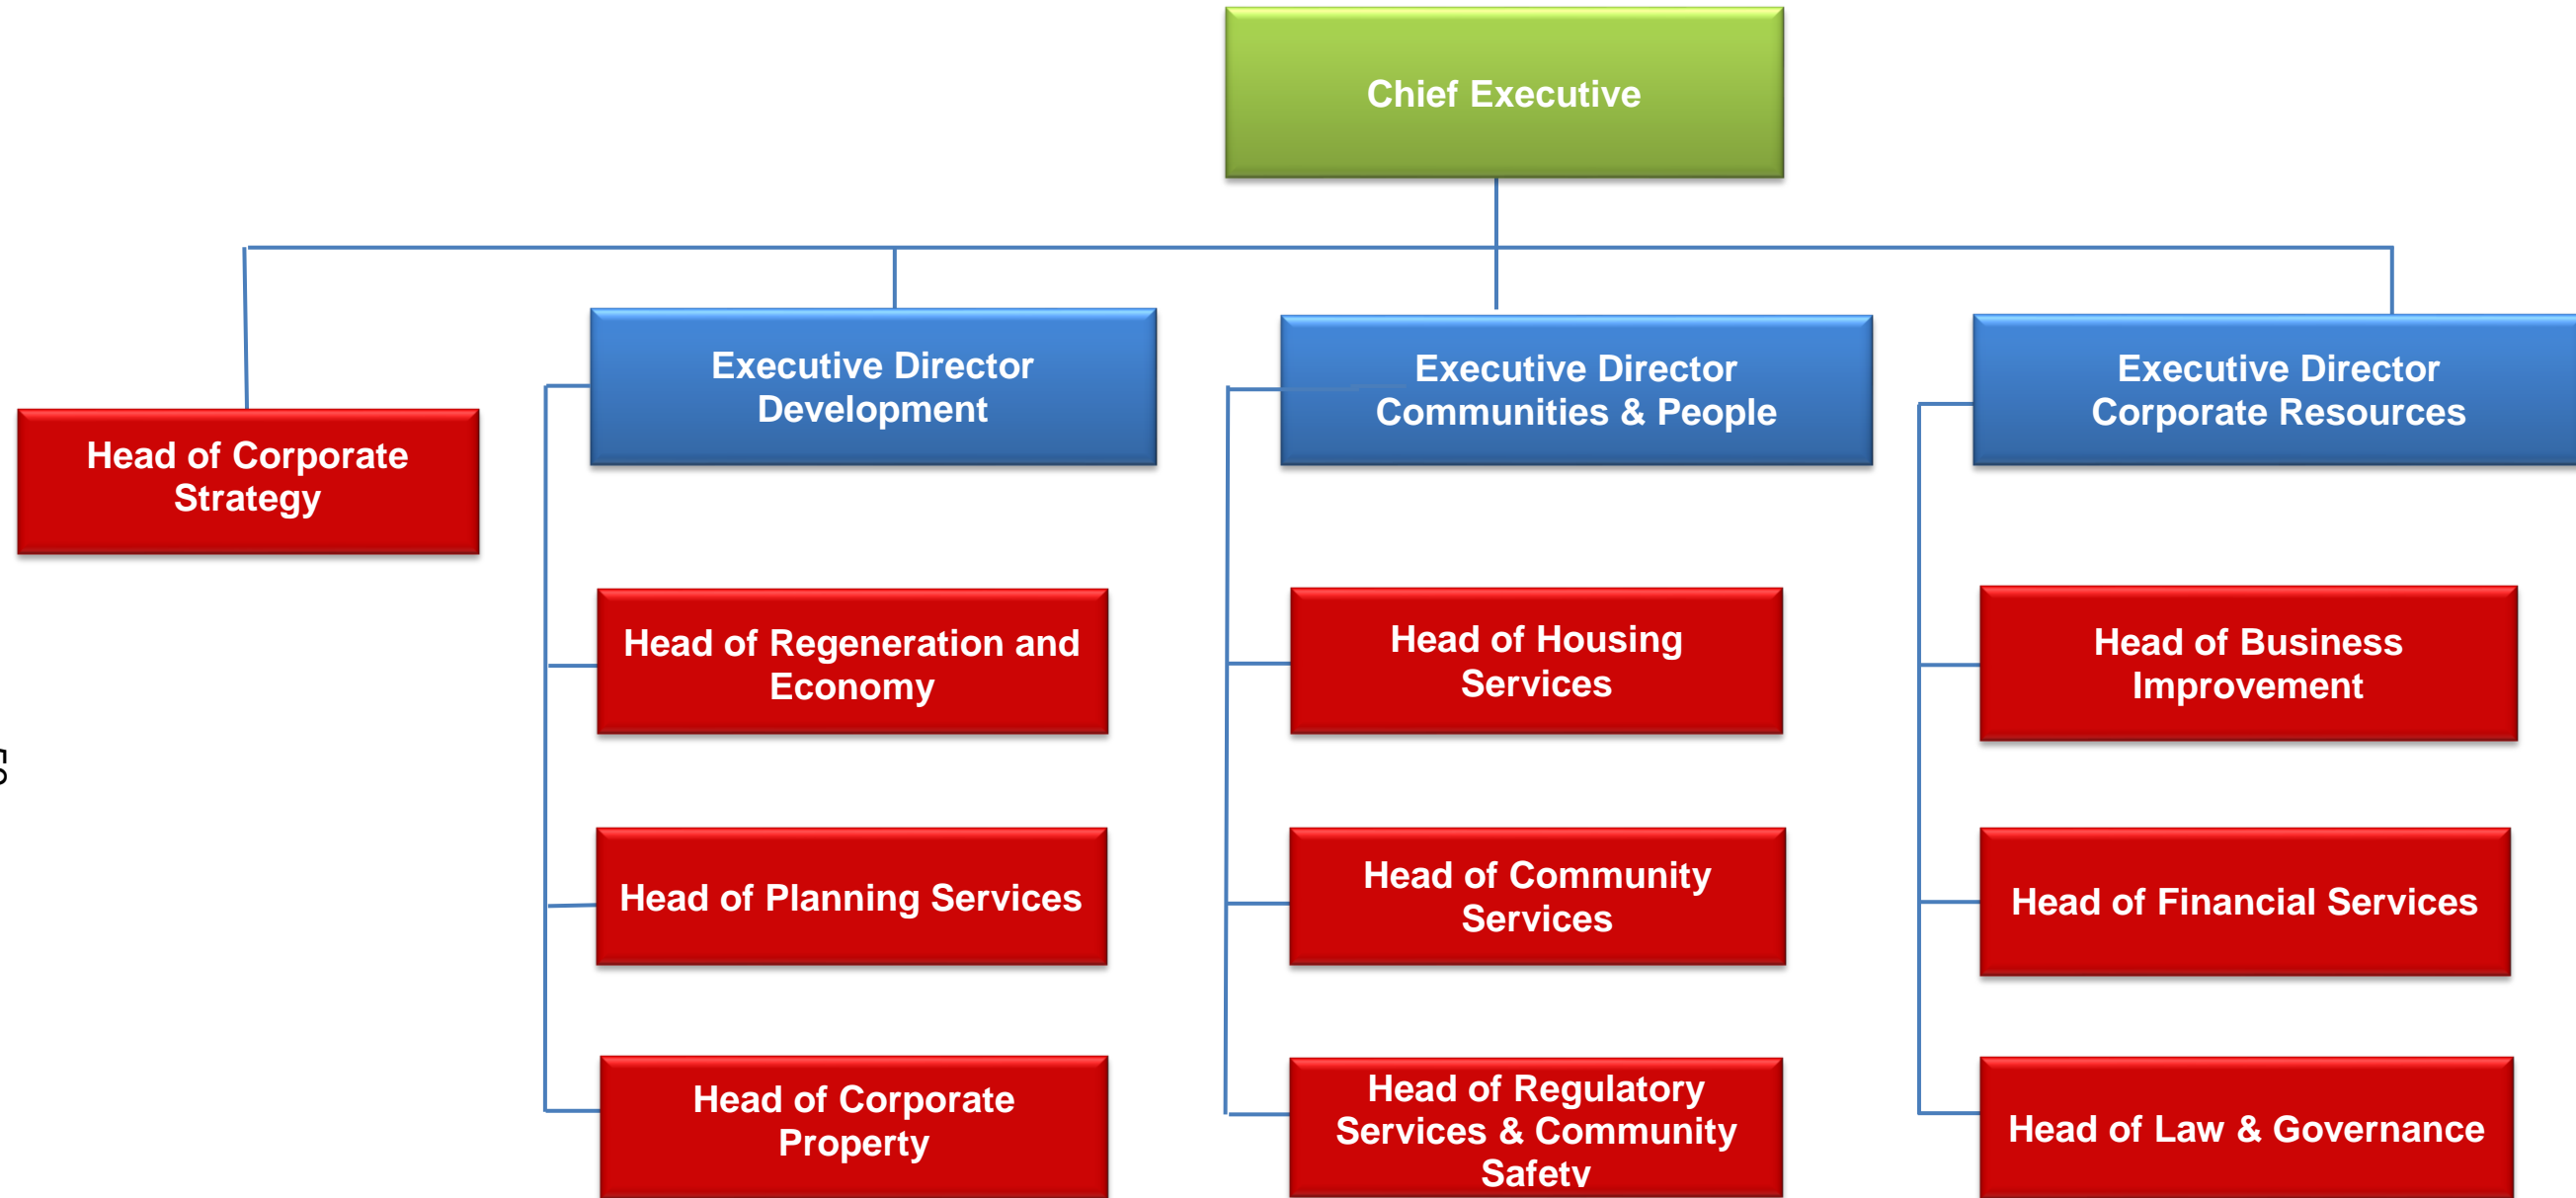 Chief Executive
Executive Director
Development
Executive Director
Communities & People
Executive Director
Corporate Resources
Head of Corporate
Strategy
Head of Regeneration and
Economy
Head of Housing
Services
Head of Business
Improvement
Head of Planning Services
Head of Community
Services
Head of Financial Services
Head of Corporate
Property
Head of Regulatory
Services & Community
Safety
Head of Law & Governance